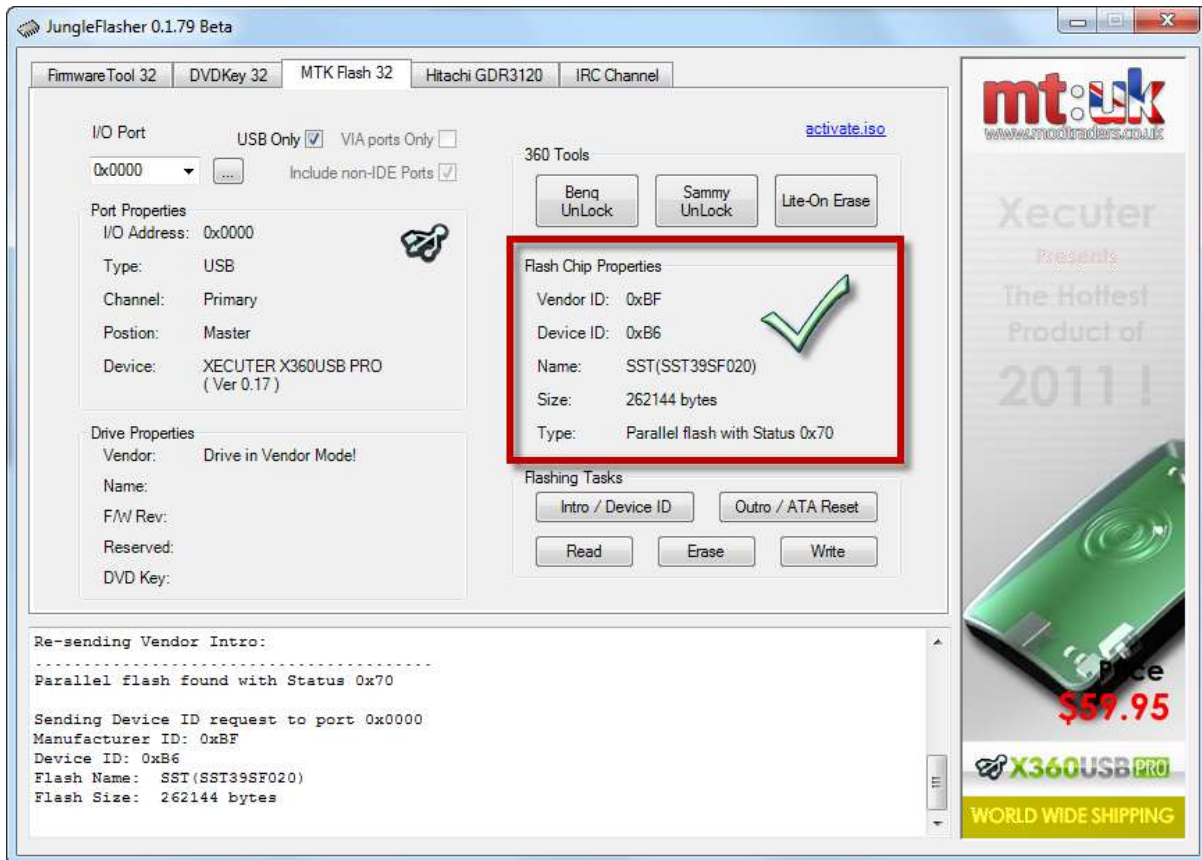 JungleFlasher 0.1.79 Beta
FirmwareTool 32
DVDKey 32
MTK Flash 32
Hitachi GDR3120
IRC Channel
I/O Port
USB Only
VIA ports Only
0x0000
...
Include non-IDE Ports
Port Properties
I/O Address: 0x0000
Type: USB
Channel: Primary
Postion: Master
Device: XECUTER X360USB PRO
( Ver 0.17 )
Drive Properties
Vendor: Drive in Vendor Mode!
Name:
F/W Rev:
Reserved:
DVD Key:
activate.iso
360 Tools
Benq UnLock
Sammy UnLock
Lite-On Erase
Flash Chip Properties
Vendor ID: 0xBF
Device ID: 0xB6
Name: SST(SST39SF020)
Size: 262144 bytes
Type: Parallel flash with Status 0x70
Flashing Tasks
Intro / Device ID
Outro / ATA Reset
Read
Erase
Write
Re-sending Vendor Intro:
.........................................
Parallel flash found with Status 0x70
Sending Device ID request to port 0x0000
Manufacturer ID: 0xBF
Device ID: 0xB6
Flash Name: SST(SST39SF020)
Flash Size: 262144 bytes
mt:uk
www.modtraders.co.uk
Xecuter
Presents
The Hottest
Product of
2011 !
$59.95
X360USB PRO
WORLD WIDE SHIPPING